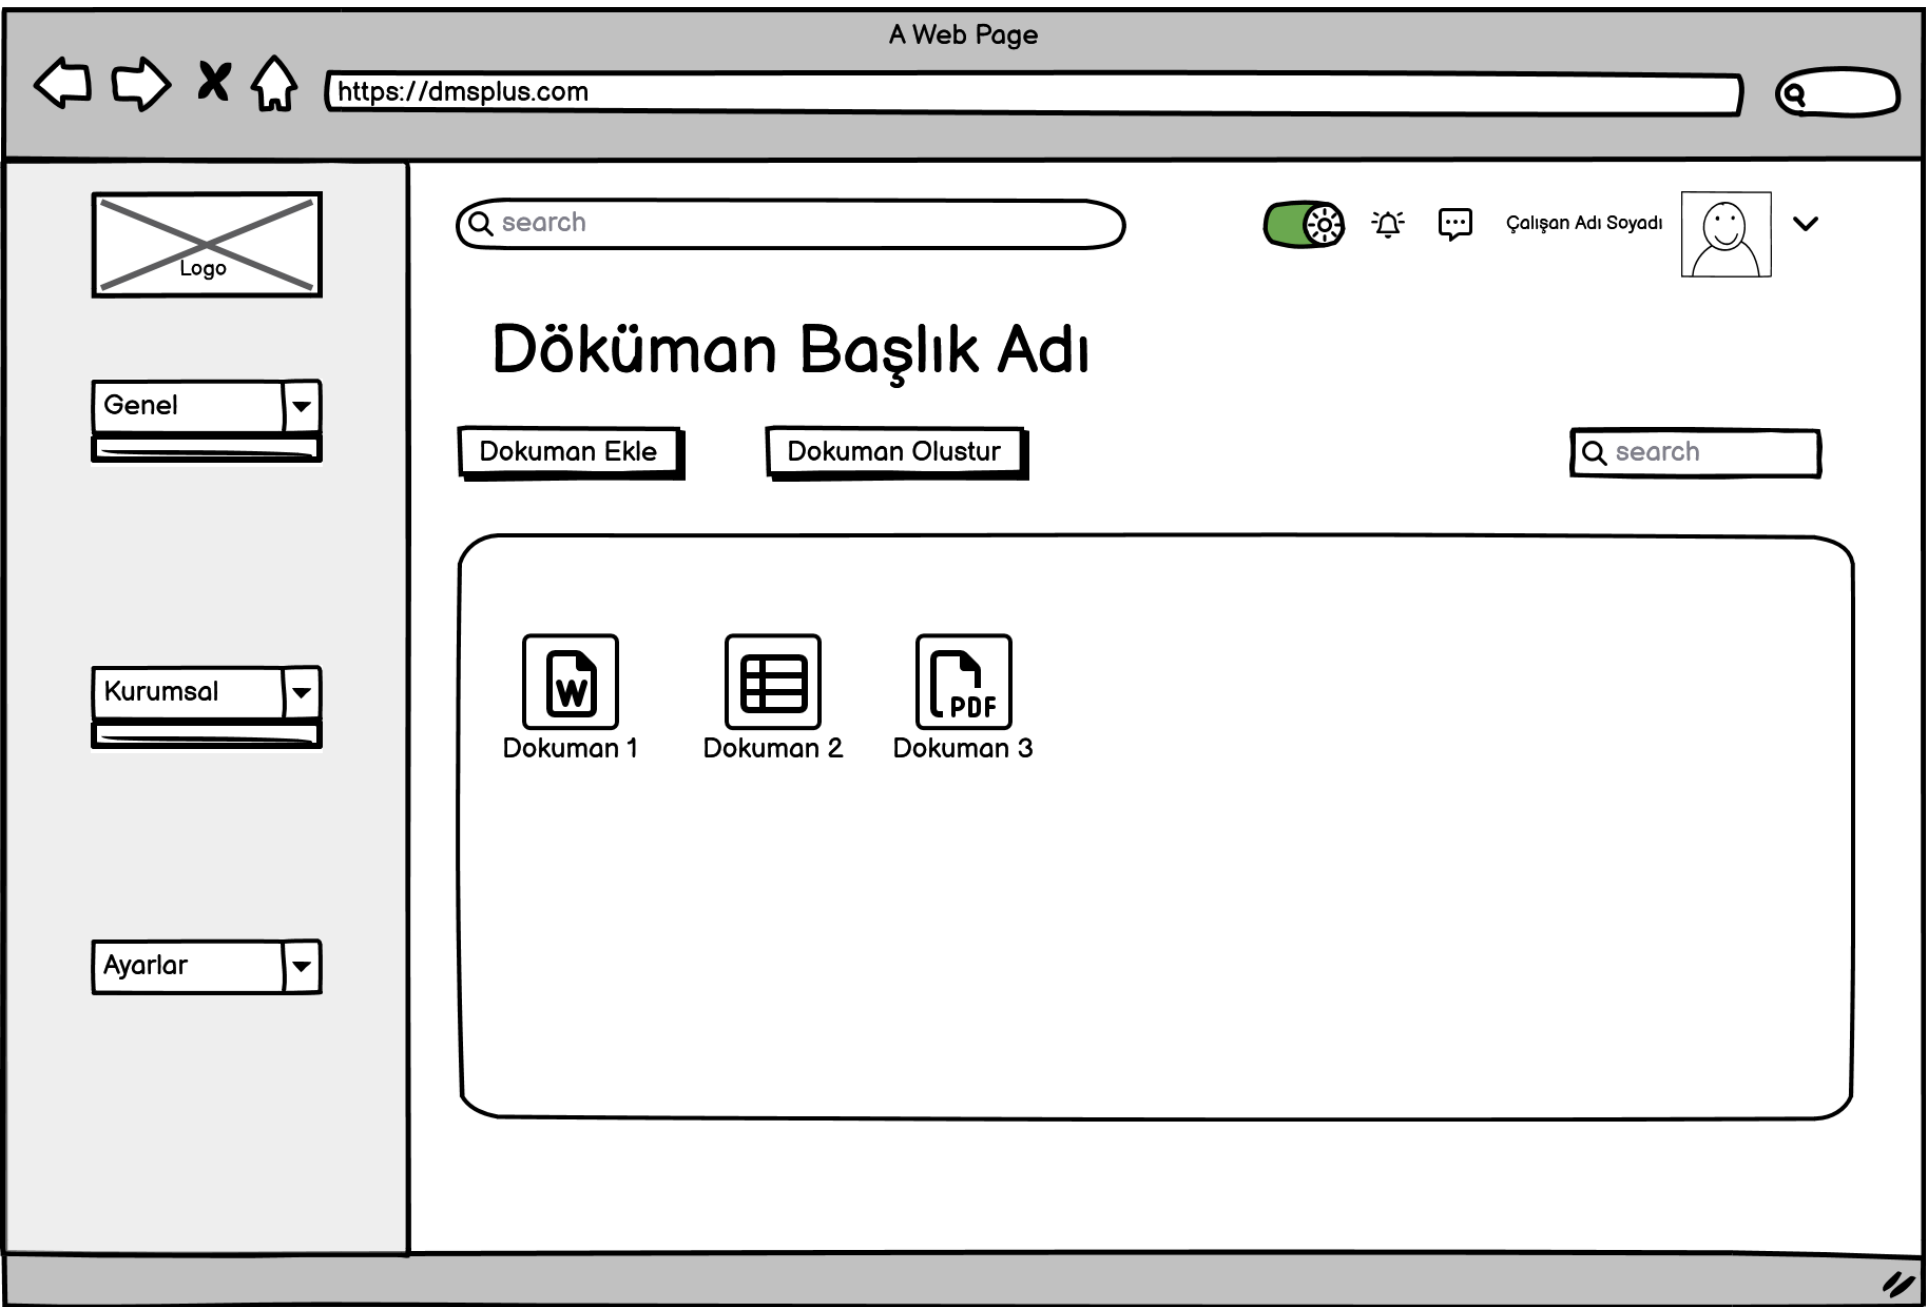 A Web Page
https://dmsplus.com
Logo
search
Çalışan Adı Soyadı
Döküman Başlık Adı
Genel
Dokuman Ekle
Dokuman Olustur
search
W
PDF
Dokuman 1
Dokuman 2
Dokuman 3
Kurumsal
Ayarlar